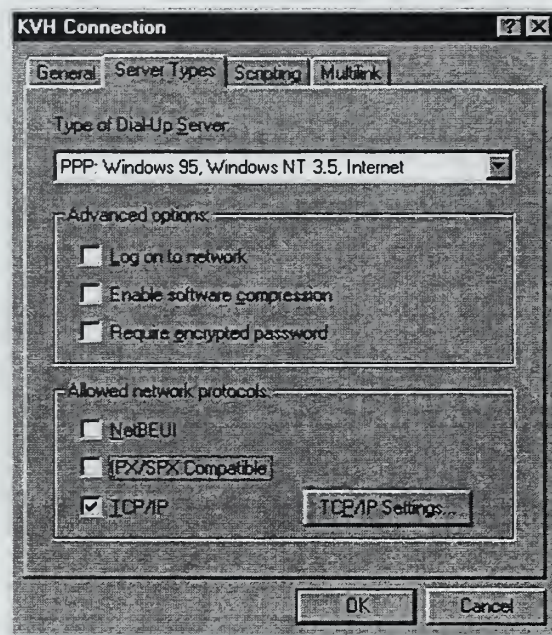 KVH Connection
General Server Types Scripting Multilink
Type of Dial-Up Server:
PPP: Windows 95, Windows NT 3.5, Internet
Advanced options:
Log on to network
Enable software compression
Require encrypted password
Allowed network protocols:
NetBEUI
IPX/SPX Compatible
TCP/IP TCP/IP Settings...
OK Cancel